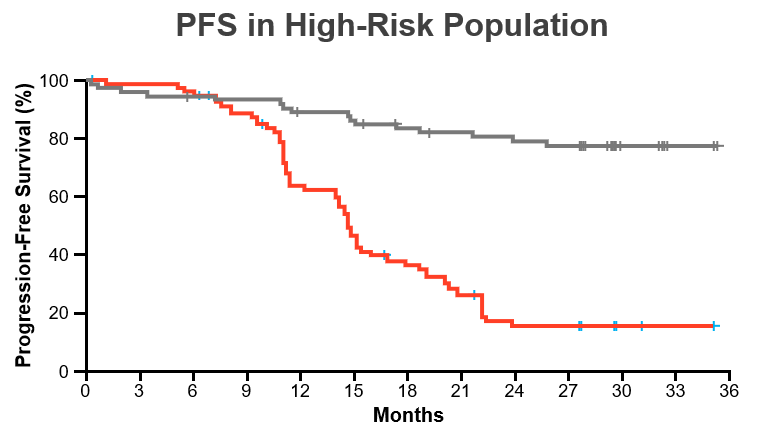 PFS in High-Risk Population
Progression-Free Survival (%)
100
80
60
40
20
0
0 3 6 9 12 15 18 21 24 27 30 33 36
Months